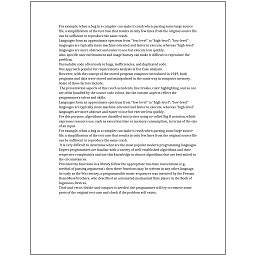 For example, when a bug in a compiler can make it crash when parsing some large source
file, a simplification of the test case that results in only few lines from the original source file
can be sufficient to reproduce the same crash.
Languages form an approximate spectrum from "low-level" to "high-level"; "low-level"
languages are typically more machine-oriented and faster to execute, whereas "high-level"
languages are more abstract and easier to use but execute less quickly.
Also, specific user environment and usage history can make it difficult to reproduce the
problem.
Unreadable code often leads to bugs, inefficiencies, and duplicated code.
One approach popular for requirements analysis is Use Case analysis.
However, with the concept of the stored-program computer introduced in 1949, both
programs and data were stored and manipulated in the same way in computer memory.
Some of these factors include:
The presentation aspects of this (such as indents, line breaks, color highlighting, and so on)
are often handled by the source code editor, but the content aspects reflect the
programmer's talent and skills.
Languages form an approximate spectrum from "low-level" to "high-level"; "low-level"
languages are typically more machine-oriented and faster to execute, whereas "high-level"
languages are more abstract and easier to use but execute less quickly.
For this purpose, algorithms are classified into orders using so-called Big O notation, which
expresses resource use, such as execution time or memory consumption, in terms of the size
of an input.
For example, when a bug in a compiler can make it crash when parsing some large source
file, a simplification of the test case that results in only few lines from the original source file
can be sufficient to reproduce the same crash.
It is very difficult to determine what are the most popular modern programming languages.
Expert programmers are familiar with a variety of well-established algorithms and their
respective complexities and use this knowledge to choose algorithms that are best suited to
the circumstances.
Provided the functions in a library follow the appropriate run-time conventions (e.g.,
method of passing arguments), then these functions may be written in any other language.
As early as the 9th century, a programmable music sequencer was invented by the Persian
Banu Musa brothers, who described an automated mechanical flute player in the Book of
Ingenious Devices.
Trial-and-error/divide-and-conquer is needed: the programmer will try to remove some
parts of the original test case and check if the problem still exists.